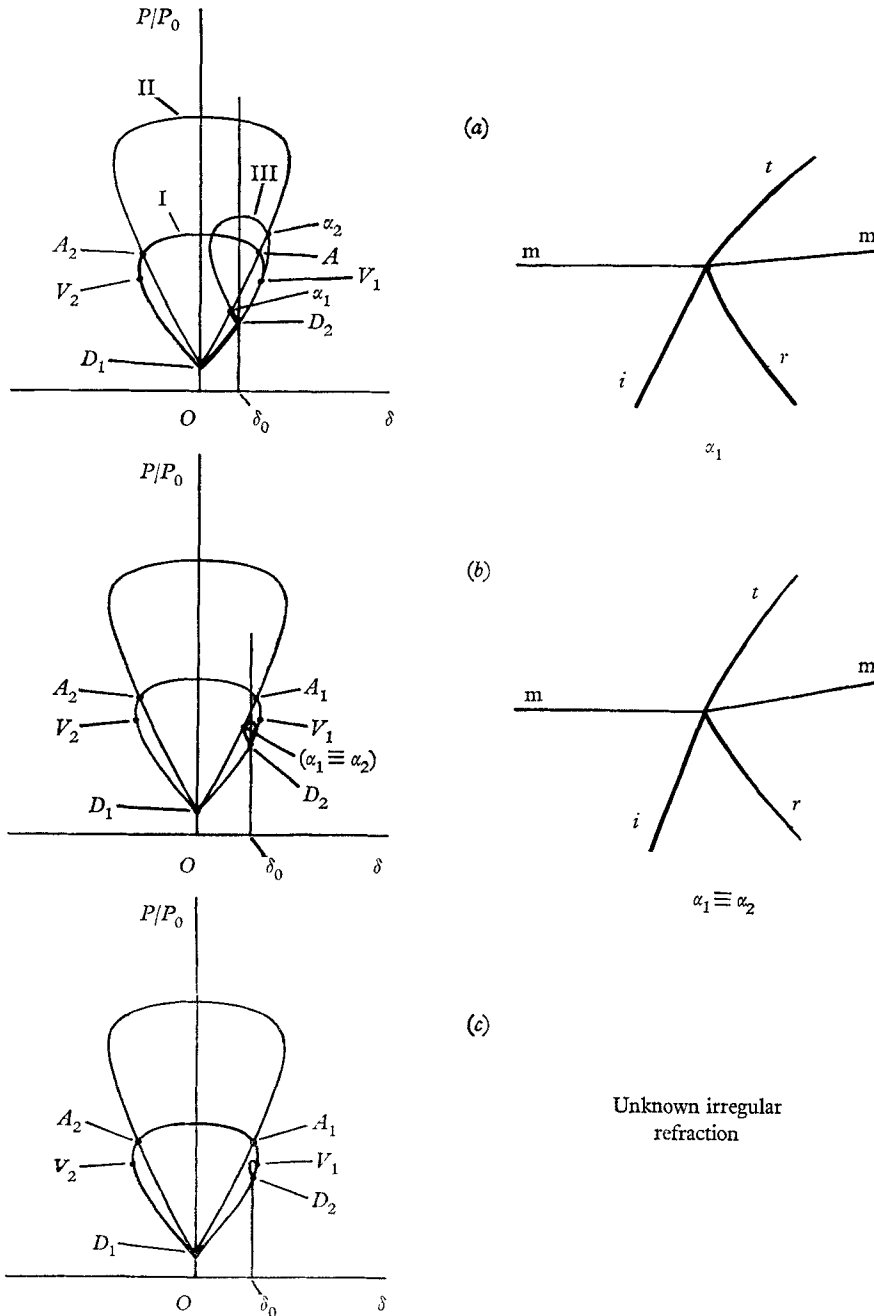 P/P₀
II
(a)
III
t
I
α₂
A₂
A
m
m
V₂
V₁
α₁
D₂
D₁
i
r
O
δ₀
δ
α₁
P/P₀
(b)
t
A₂
A₁
m
m
V₂
V₁
(α₁ ≡ α₂)
D₂
D₁
i
r
O
δ₀
δ
α₁ ≡ α₂
P/P₀
(c)
A₂
A₁
Unknown irregular
refraction
V₂
V₁
D₂
D₁
O
δ₀
δ